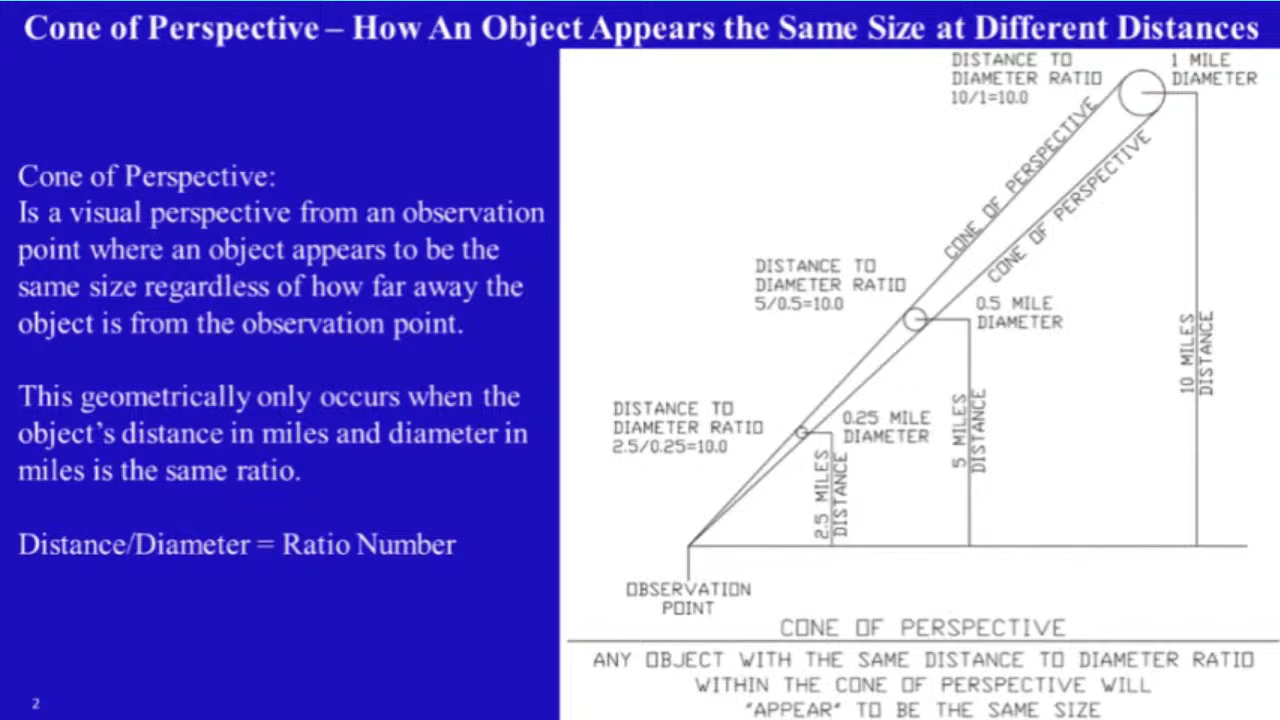 Cone of Perspective – How An Object Appears the Same Size at Different Distances
Cone of Perspective:
Is a visual perspective from an observation
point where an object appears to be the
same size regardless of how far away the
object is from the observation point.
This geometrically only occurs when the
object's distance in miles and diameter in
miles is the same ratio.
Distance/Diameter = Ratio Number
2
DISTANCE TO
DIAMETER RATIO
10/1=10.0
1 MILE
DIAMETER
CONE OF PERSPECTIVE
CONE OF PERSPECTIVE
DISTANCE TO
DIAMETER RATIO
5/0.5=10.0
0.5 MILE
DIAMETER
10 MILES
DISTANCE
DISTANCE TO
DIAMETER RATIO
2.5/0.25=10.0
0.25 MILE
DIAMETER
5 MILES
DISTANCE
2.5 MILES
DISTANCE
OBSERVATION
POINT
CONE OF PERSPECTIVE
ANY OBJECT WITH THE SAME DISTANCE TO DIAMETER RATIO
WITHIN THE CONE OF PERSPECTIVE WILL
"APPEAR" TO BE THE SAME SIZE